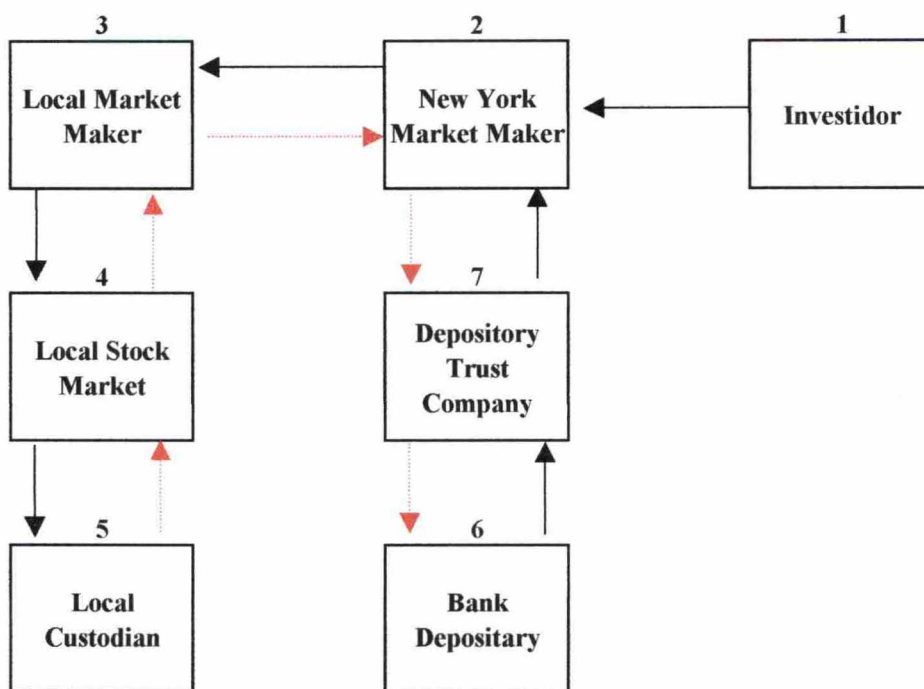 3
2
1
Local Market
Maker
New York
Market Maker
Investidor
4
7
Local Stock
Market
Depository
Trust
Company
5
6
Local
Custodian
Bank
Depositary